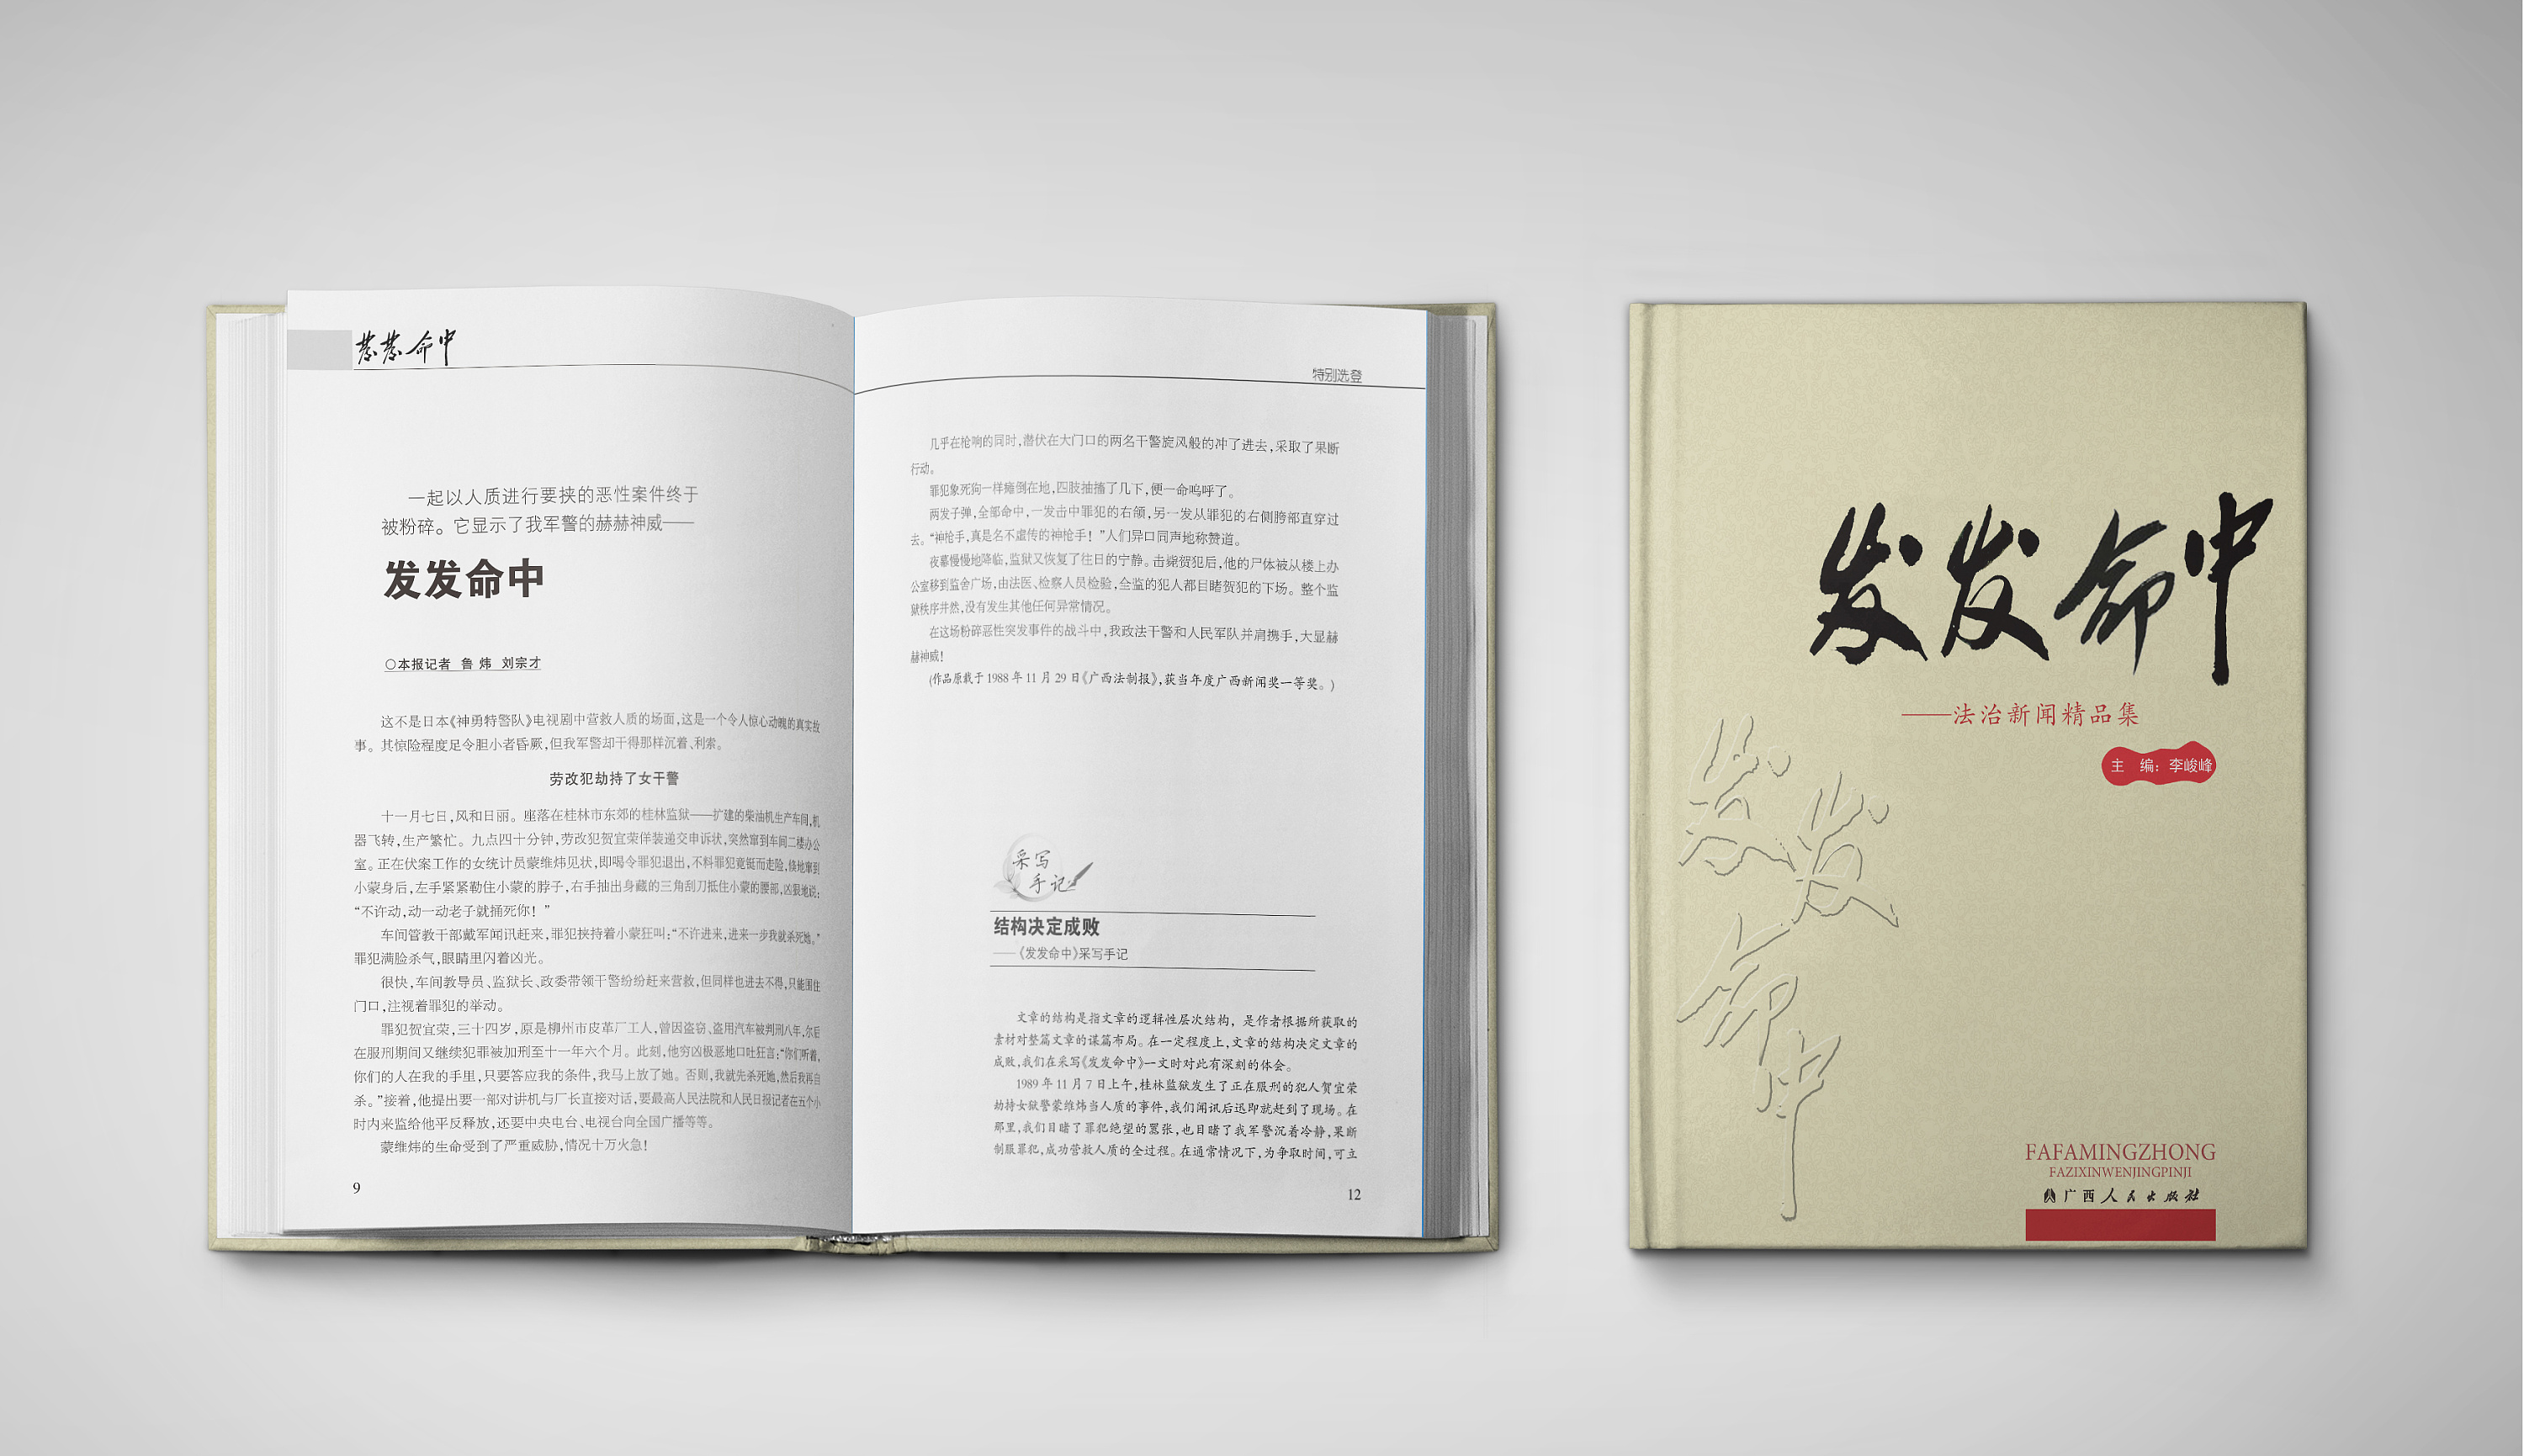 发发命中
一起以人质进行要挟的恶性案件终于
被粉碎。它显示了我军警的赫赫神威——
发发命中
○本报记者 鲁 炜 刘宗才
这不是日本《神勇特警队》电视剧中营救人质的场面,这是一个令人惊心动魄的真实故
事。其惊险程度足令胆小者昏厥,但我军警却干得那样沉着、利索。
劳改犯劫持了女干警
十一月七日,风和日丽。座落在桂林市东郊的桂林监狱——扩建的柴油机生产车间,机
器飞转,生产繁忙。九点四十分钟,劳改犯贺宜荣佯装递交申诉状,突然窜到车间二楼办公
室。正在伏案工作的女统计员蒙维炜见状,即喝令罪犯退出,不料罪犯竟铤而走险,倏地窜到
小蒙身后,左手紧紧勒住小蒙的脖子,右手抽出身藏的三角刮刀抵住小蒙的腰部,凶狠地说:
“不许动,动一动老子就捅死你!”
车间管教干部戴军闻讯赶来,罪犯挟持着小蒙狂叫:“不许进来,进来一步我就杀死她。”
罪犯满脸杀气,眼睛里闪着凶光。
很快,车间教导员、监狱长、政委带领干警纷纷赶来营救,但同样也进去不得,只能围住
门口,注视着罪犯的举动。
罪犯贺宜荣,三十四岁,原是柳州市皮革厂工人,曾因盗窃、盗用汽车被判刑八年,尔后
在服刑期间又继续犯罪被加刑至十一年六个月。此刻,他穷凶极恶地口吐狂言:“你们听着,
你们的人在我的手里,只要答应我的条件,我马上放了她。否则,我就先杀死她,然后我再自
杀。”接着,他提出要一部对讲机与厂长直接对话,要最高人民法院和人民日报记者在五个小
时内来监给他平反释放,还要中央电台、电视台向全国广播等等。
蒙维炜的生命受到了严重威胁,情况十万火急!
9
特别选登
几乎在枪响的同时,潜伏在大门口的两名干警旋风般的冲了进去,采取了果断
行动。
罪犯象死狗一样瘫倒在地,四肢抽搐了几下,便一命呜呼了。
两发子弹,全部命中,一发击中罪犯的右颌,另一发从罪犯的右侧胯部直穿过
去。“神枪手,真是名不虚传的神枪手!”人们异口同声地称赞道。
夜幕慢慢地降临,监狱又恢复了往日的宁静。击毙贺犯后,他的尸体被从楼上办
公室移到监舍广场,由法医、检察人员检验,全监的犯人都目睹贺犯的下场。整个监
狱秩序井然,没有发生其他任何异常情况。
在这场粉碎恶性突发事件的战斗中,我政法干警和人民军队并肩携手,大显赫
赫神威!
(作品原载于1988年11月29日《广西法制报》,获当年度广西新闻奖一等奖。)
采写
手记
结构决定成败
——《发发命中》采写手记
文章的结构是指文章的逻辑性层次结构,是作者根据所获取的
素材对整篇文章的谋篇布局。在一定程度上,文章的结构决定文章的
成败,我们在采写《发发命中》一文时对此有深刻的体会。
1989年11月7日上午,桂林监狱发生了正在服刑的犯人贺宜荣
劫持女狱警蒙维炜当人质的事件,我们闻讯后迅即就赶到了现场。在
那里,我们目睹了罪犯绝望的嚣张,也目睹了我军警沉着冷静,果断
制服罪犯,成功营救人质的全过程。在通常情况下,为争取时间,可立
12
发发命中
——法治新闻精品集
主 编:李峻峰
发发命中
FAFAMINGZHONG
FAZIXINWENJINGPINJI
广西人民出版社